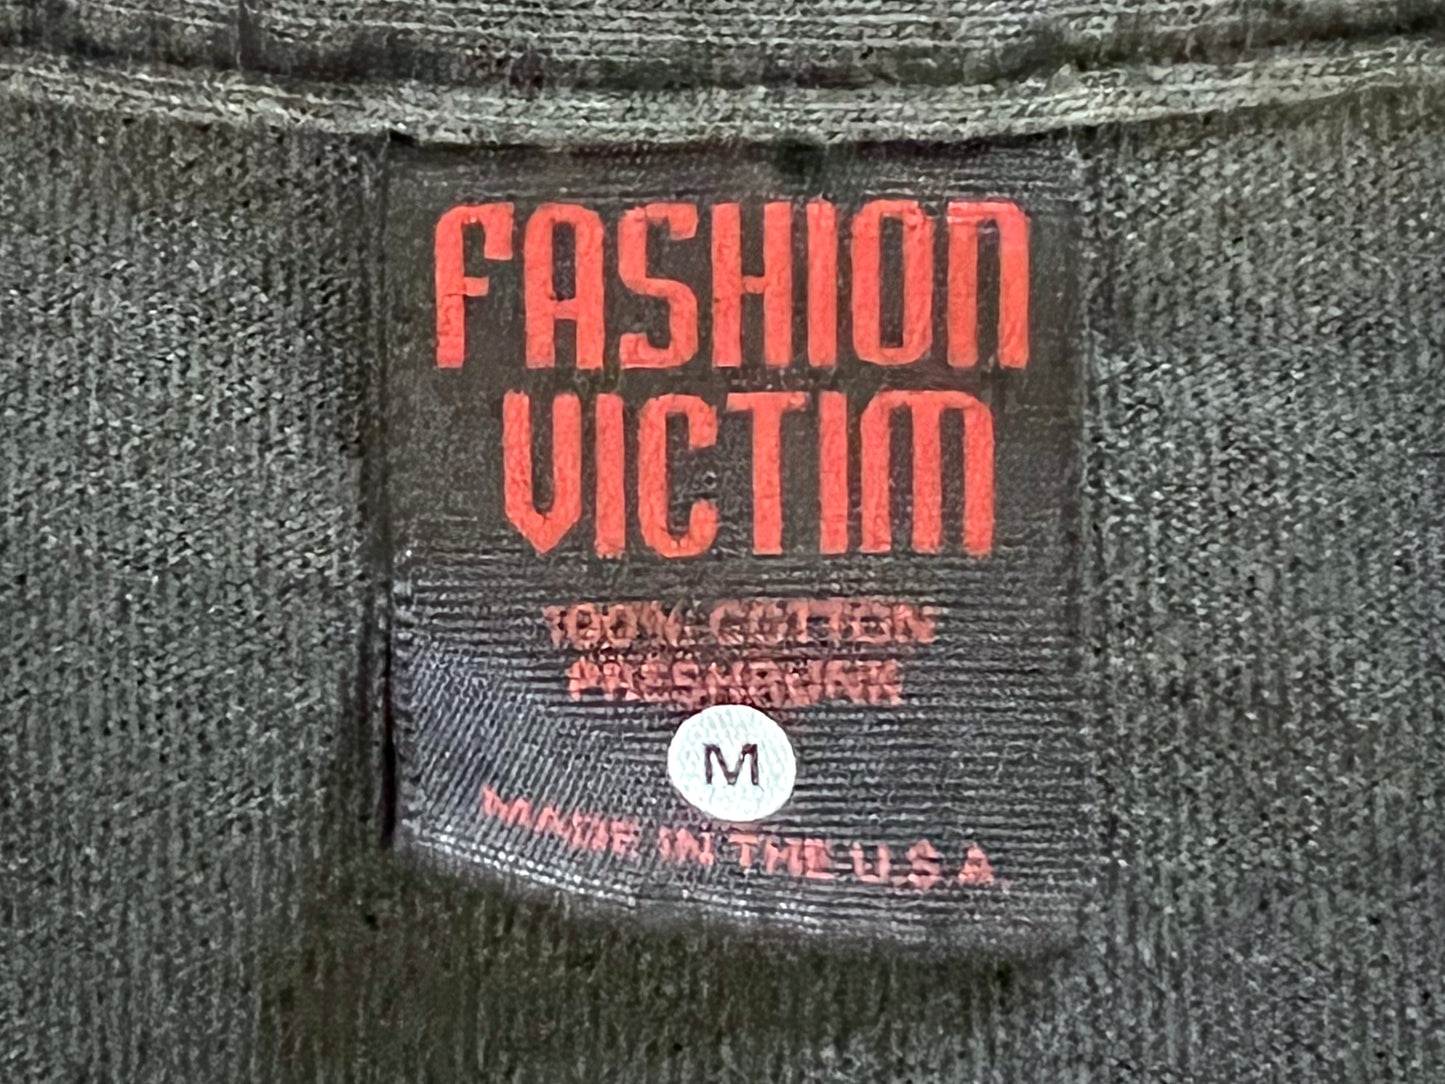 FASHION
VICTIM
100% COTTON
PRESHRUNK
M
MADE IN THE U.S.A.